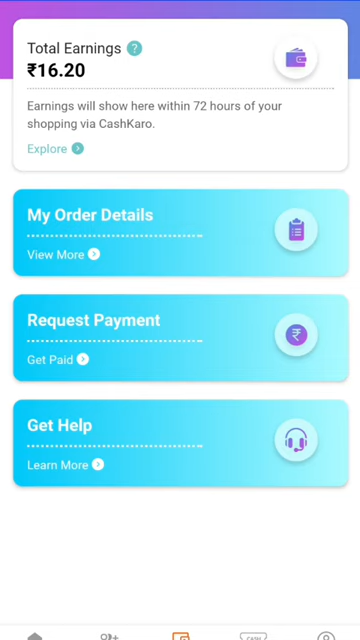 Total Earnings ?
₹16.20
Earnings will show here within 72 hours of your
shopping via CashKaro.
Explore
My Order Details
View More
Request Payment
Get Paid
Get Help
Learn More
CASH